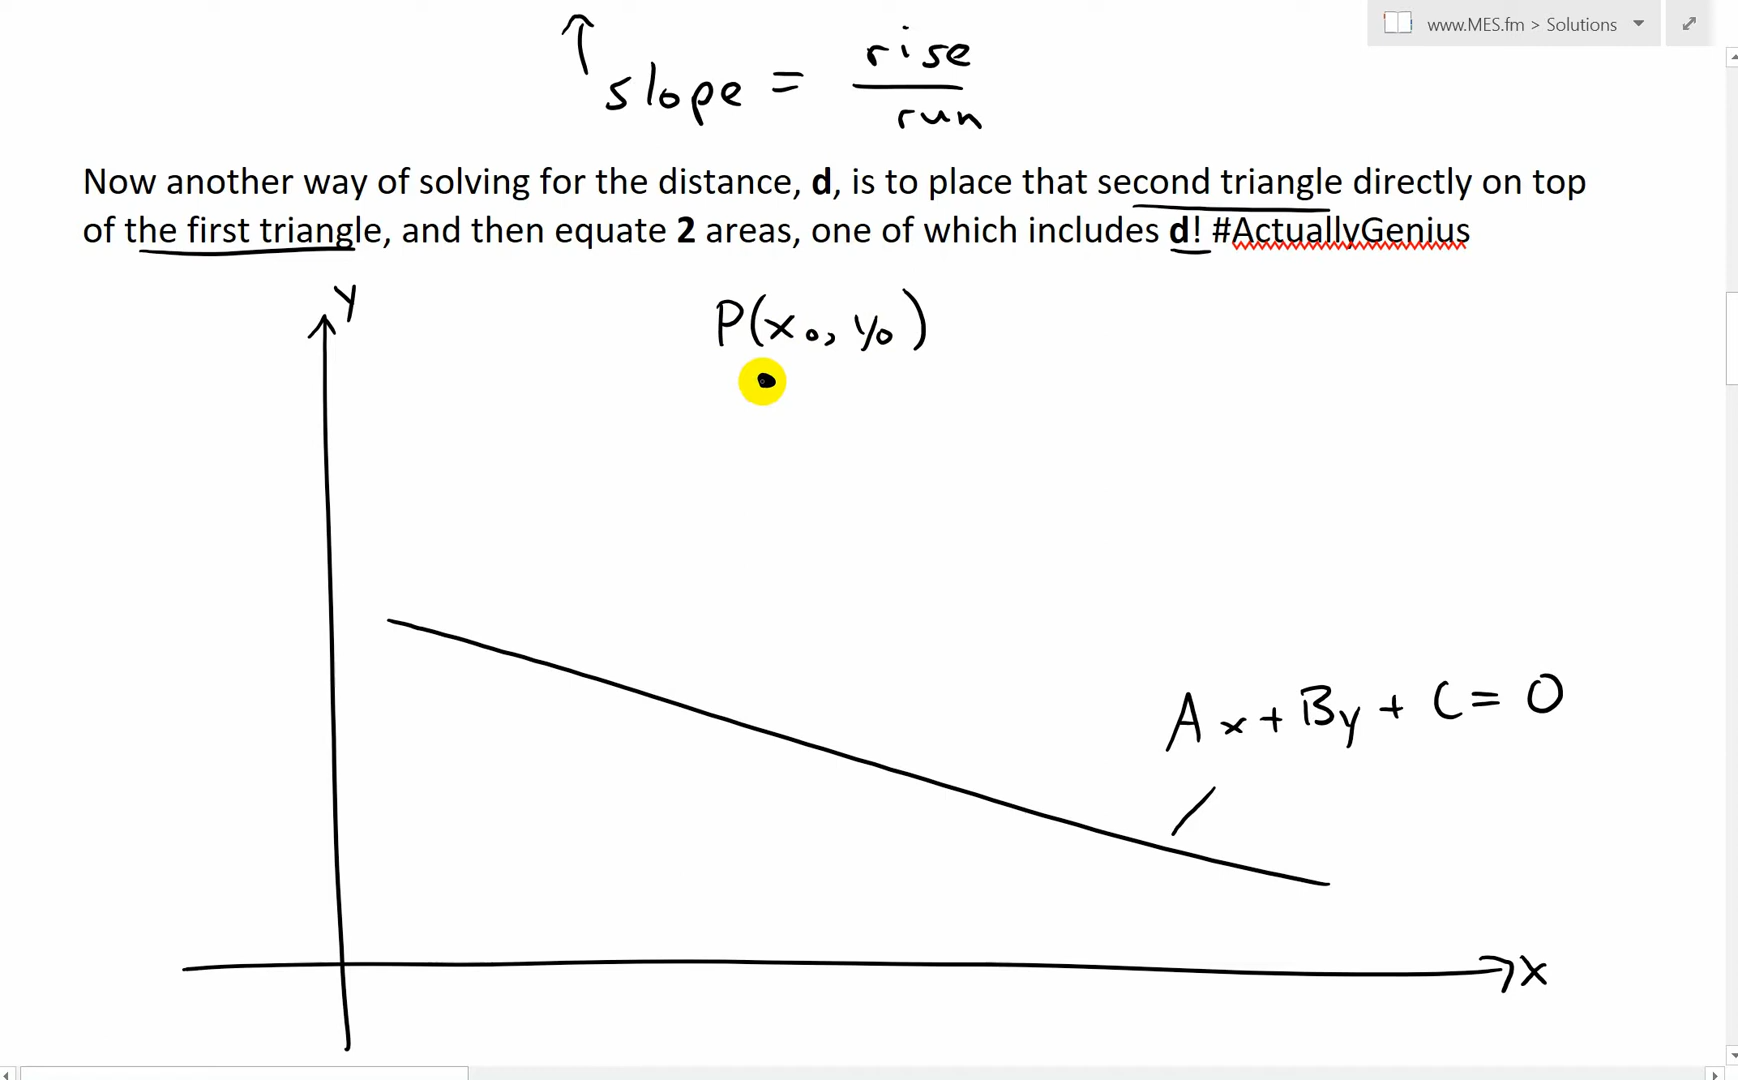 www.MES.fm > Solutions
slope = rise
run
Now another way of solving for the distance, d, is to place that second triangle directly on top
of the first triangle, and then equate 2 areas, one of which includes d! #ActuallyGenius
y
P(x₀, y₀)
Ax + By + C = 0
x